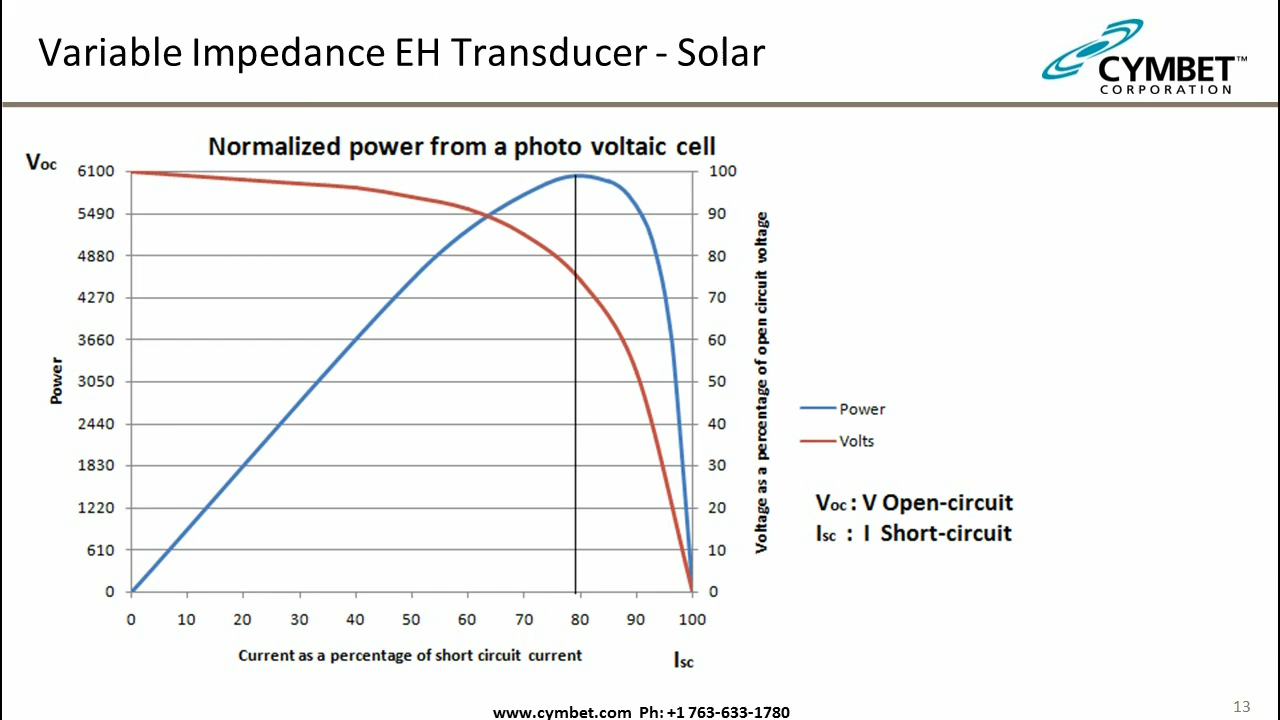 Variable Impedance EH Transducer - Solar
CYMBET™
CORPORATION
Normalized power from a photo voltaic cell
Voc
6100
5490
4880
4270
3660
3050
2440
1830
1220
610
0
Power
100
90
80
70
60
50
40
30
20
10
0
Voltage as a percentage of open circuit voltage
0 10 20 30 40 50 60 70 80 90 100
Current as a percentage of short circuit current
Isc
Power
Volts
Voc : V Open-circuit
Isc : I Short-circuit
www.cymbet.com Ph: +1 763-633-1780
13